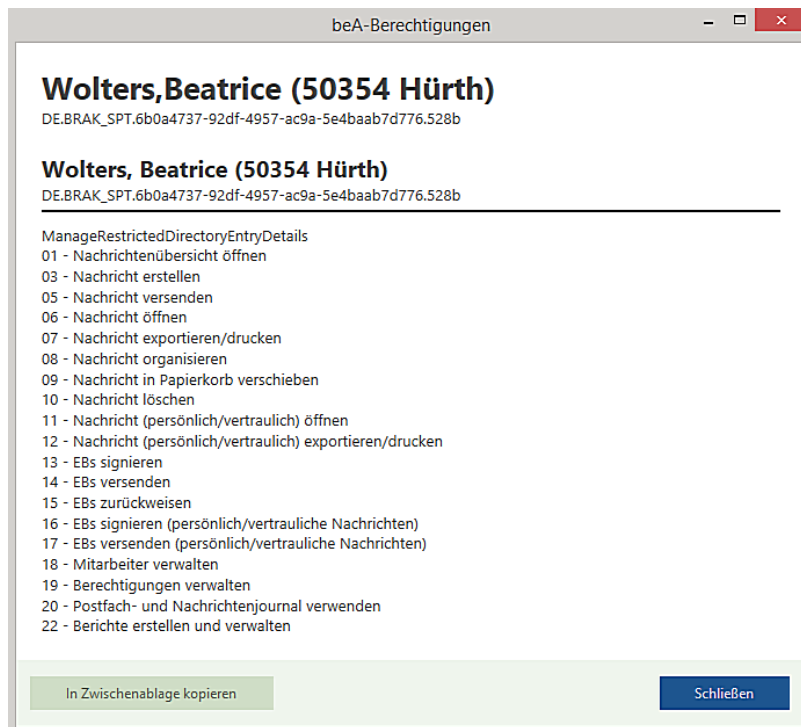 beA-Berechtigungen
Wolters,Beatrice (50354 Hürth)
DE.BRAK_SPT.6b0a4737-92df-4957-ac9a-5e4baab7d776.528b
Wolters, Beatrice (50354 Hürth)
DE.BRAK_SPT.6b0a4737-92df-4957-ac9a-5e4baab7d776.528b
ManageRestrictedDirectoryEntryDetails
01 - Nachrichtenübersicht öffnen
03 - Nachricht erstellen
05 - Nachricht versenden
06 - Nachricht öffnen
07 - Nachricht exportieren/drucken
08 - Nachricht organisieren
09 - Nachricht in Papierkorb verschieben
10 - Nachricht löschen
11 - Nachricht (persönlich/vertraulich) öffnen
12 - Nachricht (persönlich/vertraulich) exportieren/drucken
13 - EBs signieren
14 - EBs versenden
15 - EBs zurückweisen
16 - EBs signieren (persönlich/vertrauliche Nachrichten)
17 - EBs versenden (persönlich/vertrauliche Nachrichten)
18 - Mitarbeiter verwalten
19 - Berechtigungen verwalten
20 - Postfach- und Nachrichtenjournal verwenden
22 - Berichte erstellen und verwalten
In Zwischenablage kopieren
Schließen